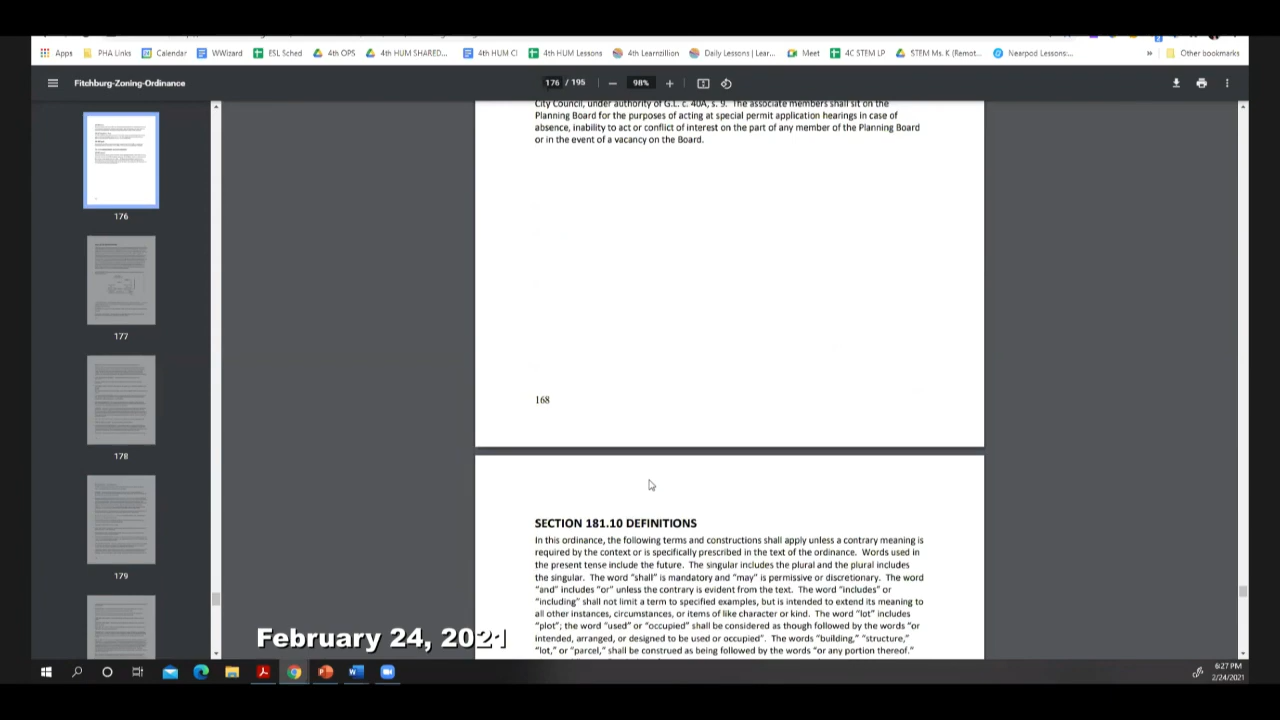 Apps PHA Links Calendar WWizard ESL Sched 4th OPS 4th HUM SHARED... 4th HUM Cl 4th HUM Lessons 4th Learnzillion Daily Lessons | Lear... Meet 4C STEM LP STEM Ms. K (Remot... Nearpod Lessons:... » Other bookmarks
Fitchburg-Zoning-Ordinance 176 / 195 98%
City Council, under authority of G.L. c. 40A, s. 9. The associate members shall sit on the
Planning Board for the purposes of acting at special permit application hearings in case of
absence, inability to act or conflict of interest on the part of any member of the Planning Board
or in the event of a vacancy on the Board.
176
177
168
178
SECTION 181.10 DEFINITIONS
In this ordinance, the following terms and constructions shall apply unless a contrary meaning is
required by the context or is specifically prescribed in the text of the ordinance. Words used in
the present tense include the future. The singular includes the plural and the plural includes
the singular. The word "shall" is mandatory and "may" is permissive or discretionary. The word
"and" includes "or" unless the contrary is evident from the text. The word "includes" or
"including" shall not limit a term to specified examples, but is intended to extend its meaning to
all other instances, circumstances, or items of like character or kind. The word "lot" includes
"plot"; the word "used" or "occupied" shall be considered as though followed by the words "or
intended, arranged, or designed to be used or occupied". The words "building," "structure,"
"lot," or "parcel," shall be construed as being followed by the words "or any portion thereof."
179
February 24, 2021
6:27 PM
2/24/2021